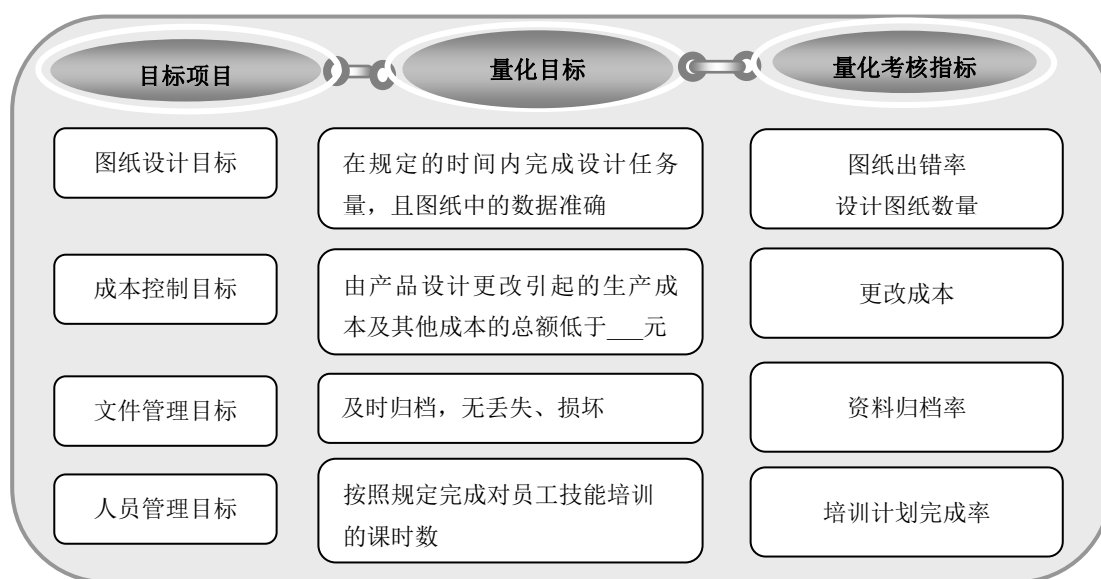 目标项目
量化目标
量化考核指标
图纸设计目标
在规定的时间内完成设计任务
量，且图纸中的数据准确
图纸出错率
设计图纸数量
成本控制目标
由产品设计更改引起的生产成
本及其他成本的总额低于___元
更改成本
文件管理目标
及时归档，无丢失、损坏
资料归档率
人员管理目标
按照规定完成对员工技能培训
的课时数
培训计划完成率